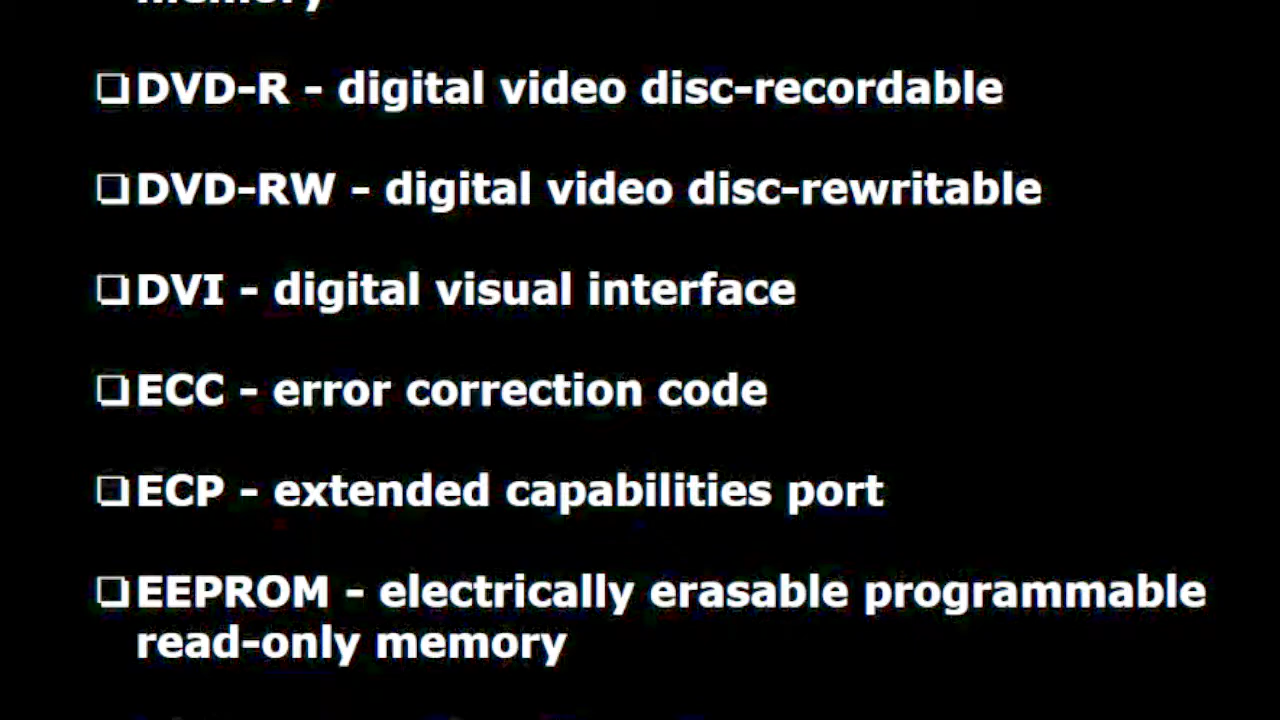 memory
❑DVD-R - digital video disc-recordable
❑DVD-RW - digital video disc-rewritable
❑DVI - digital visual interface
❑ECC - error correction code
❑ECP - extended capabilities port
❑EEPROM - electrically erasable programmable
read-only memory